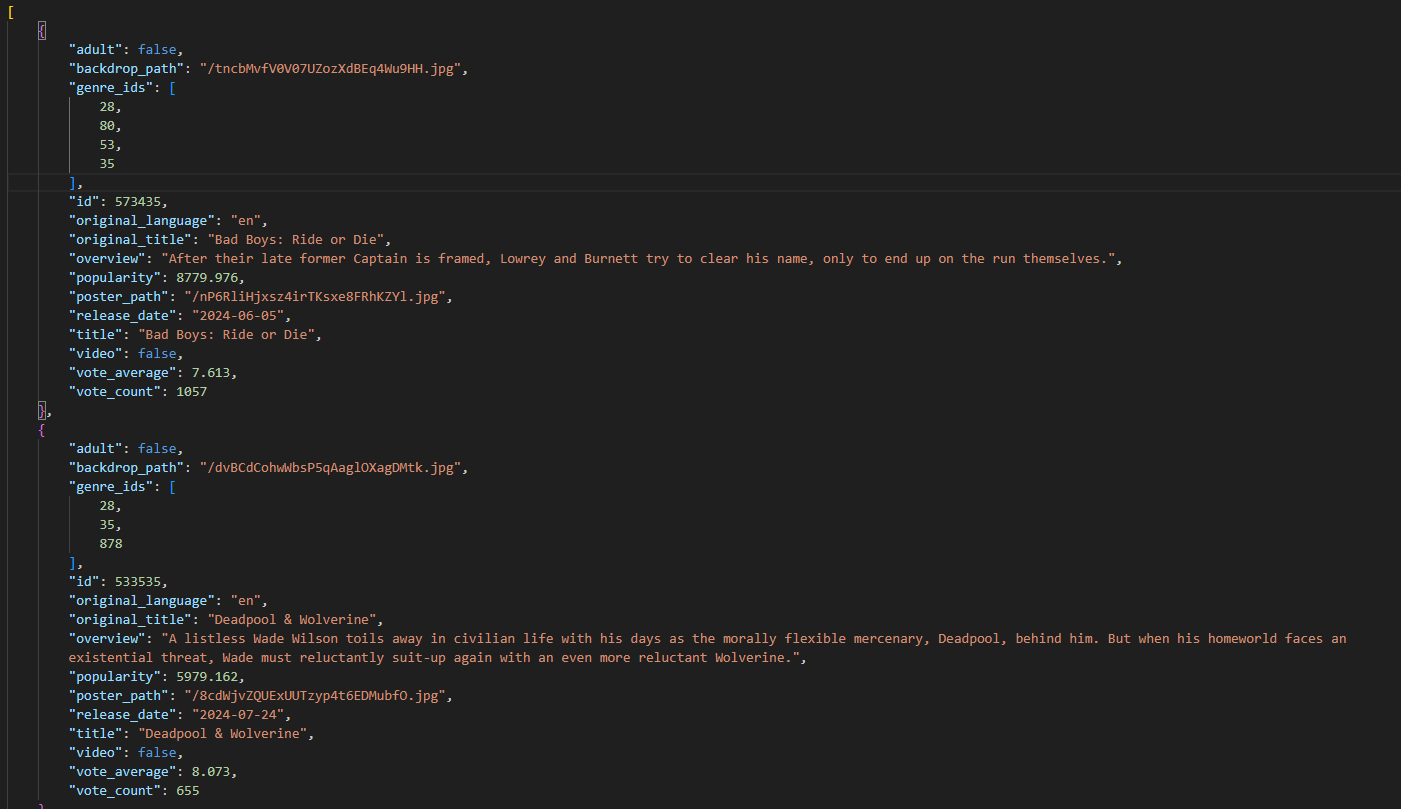 [
{
"adult": false,
"backdrop_path": "/tncbMvfV0V07UZozXdBEq4Wu9HH.jpg",
"genre_ids": [
28,
80,
53,
35
],
"id": 573435,
"original_language": "en",
"original_title": "Bad Boys: Ride or Die",
"overview": "After their late former Captain is framed, Lowrey and Burnett try to clear his name, only to end up on the run themselves.",
"popularity": 8779.976,
"poster_path": "/nP6RliHjxsz4irTKsxe8FRhKZYl.jpg",
"release_date": "2024-06-05",
"title": "Bad Boys: Ride or Die",
"video": false,
"vote_average": 7.613,
"vote_count": 1057
},
{
"adult": false,
"backdrop_path": "/dvBCdCohwWbsP5qAaglOXagDMtk.jpg",
"genre_ids": [
28,
35,
878
],
"id": 533535,
"original_language": "en",
"original_title": "Deadpool & Wolverine",
"overview": "A listless Wade Wilson toils away in civilian life with his days as the morally flexible mercenary, Deadpool, behind him. But when his homeworld faces an
existential threat, Wade must reluctantly suit-up again with an even more reluctant Wolverine.",
"popularity": 5979.162,
"poster_path": "/8cdWjvZQUExUUTzyp4t6EDMubfO.jpg",
"release_date": "2024-07-24",
"title": "Deadpool & Wolverine",
"video": false,
"vote_average": 8.073,
"vote_count": 655
}